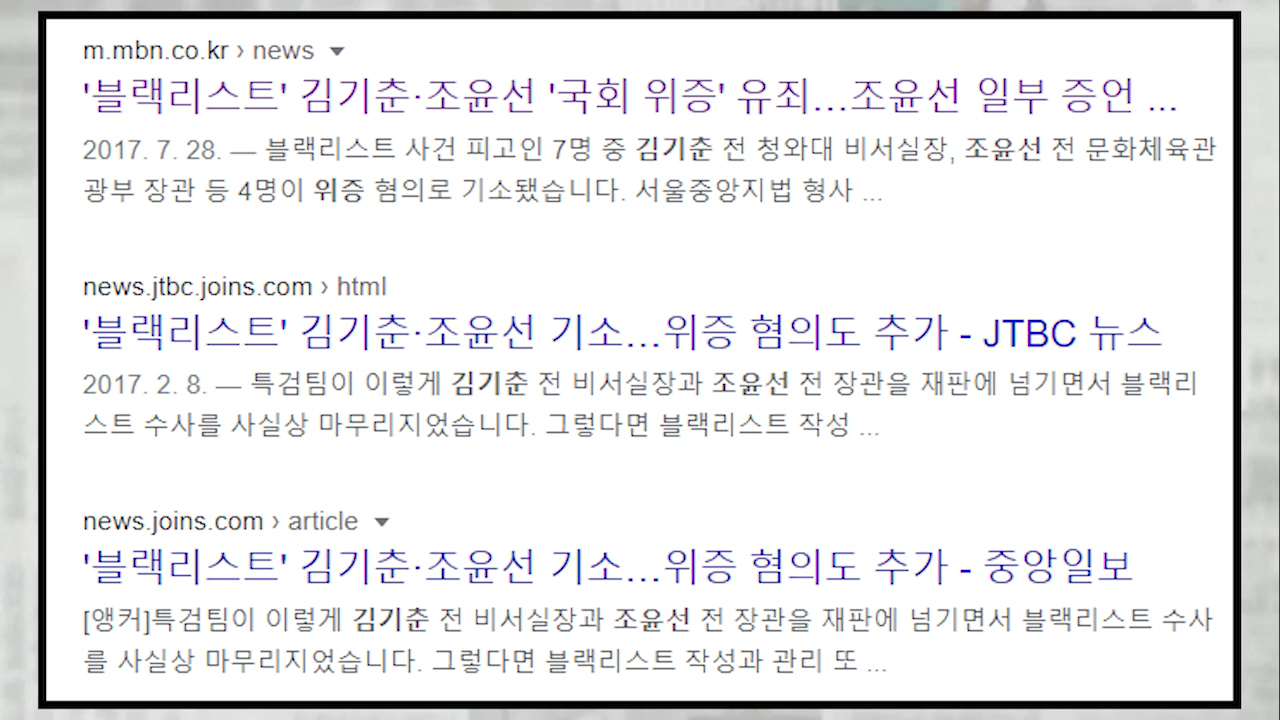 m.mbn.co.kr › news
'블랙리스트' 김기춘·조윤선 '국회 위증' 유죄...조윤선 일부 증언 ...
2017. 7. 28. — 블랙리스트 사건 피고인 7명 중 김기춘 전 청와대 비서실장, 조윤선 전 문화체육관
광부 장관 등 4명이 위증 혐의로 기소됐습니다. 서울중앙지법 형사 ...
news.jtbc.joins.com › html
'블랙리스트' 김기춘·조윤선 기소...위증 혐의도 추가 - JTBC 뉴스
2017. 2. 8. — 특검팀이 이렇게 김기춘 전 비서실장과 조윤선 전 장관을 재판에 넘기면서 블랙리
스트 수사를 사실상 마무리지었습니다. 그렇다면 블랙리스트 작성 ...
news.joins.com › article
'블랙리스트' 김기춘·조윤선 기소...위증 혐의도 추가 - 중앙일보
[앵커]특검팀이 이렇게 김기춘 전 비서실장과 조윤선 전 장관을 재판에 넘기면서 블랙리스트 수사
를 사실상 마무리지었습니다. 그렇다면 블랙리스트 작성과 관리 또 ...